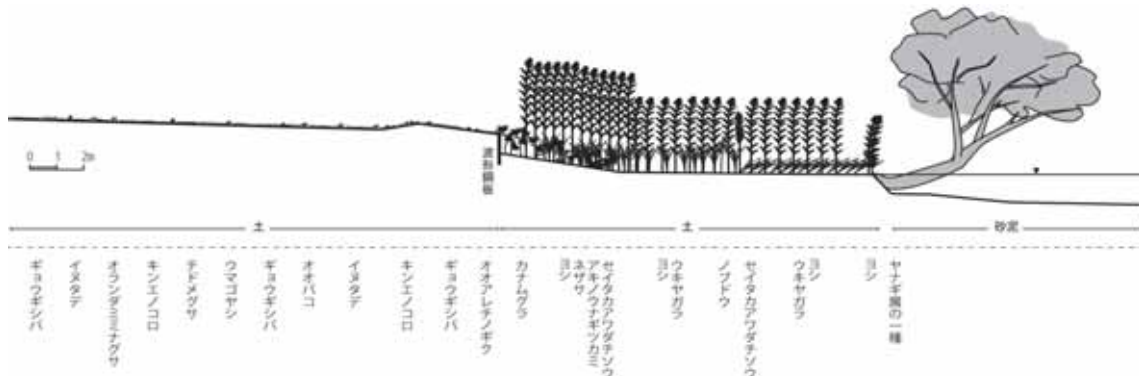 0 1 2m
波形鋼板
土
土
砂泥
ギョウギシバ
イヌタデ
オランダミミナグサ
キンエノコロ
チドメグサ
ウマゴヤシ
ギョウギシバ
オオバコ
イヌタデ
キンエノコロ
ギョウギシバ
オオアレチノギク
カナムグラ
ヨシ
ネザサ
アキノウナギツカミ
セイタカアワダチソウ
ヨシ
ウキヤガラ
ノブドウ
セイタカアワダチソウ
ウキヤガラ
ヨシ
ヨシ
ヤナギ属の一種